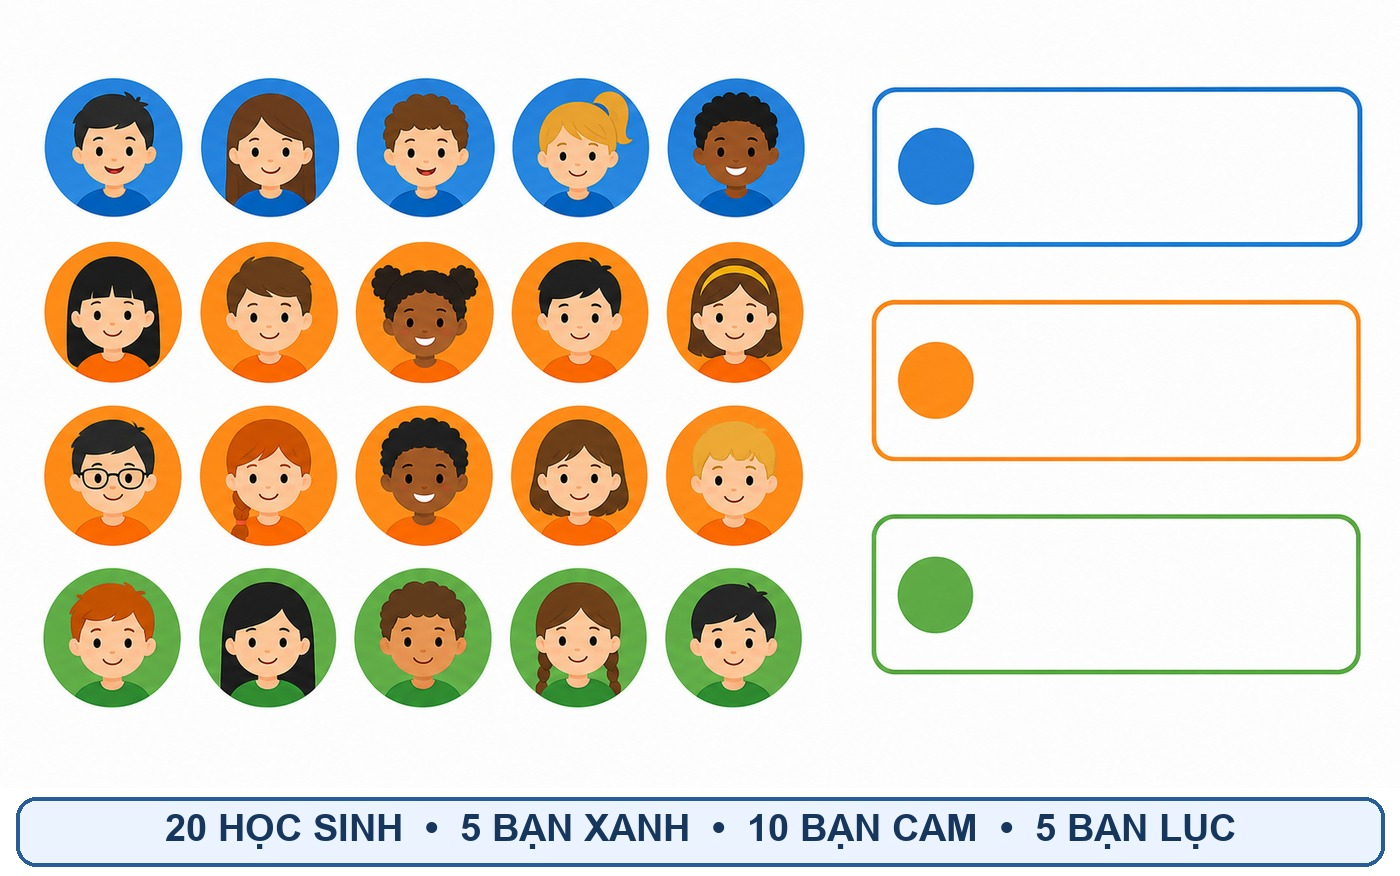 20 HỌC SINH • 5 BẠN XANH • 10 BẠN CAM • 5 BẠN LỤC